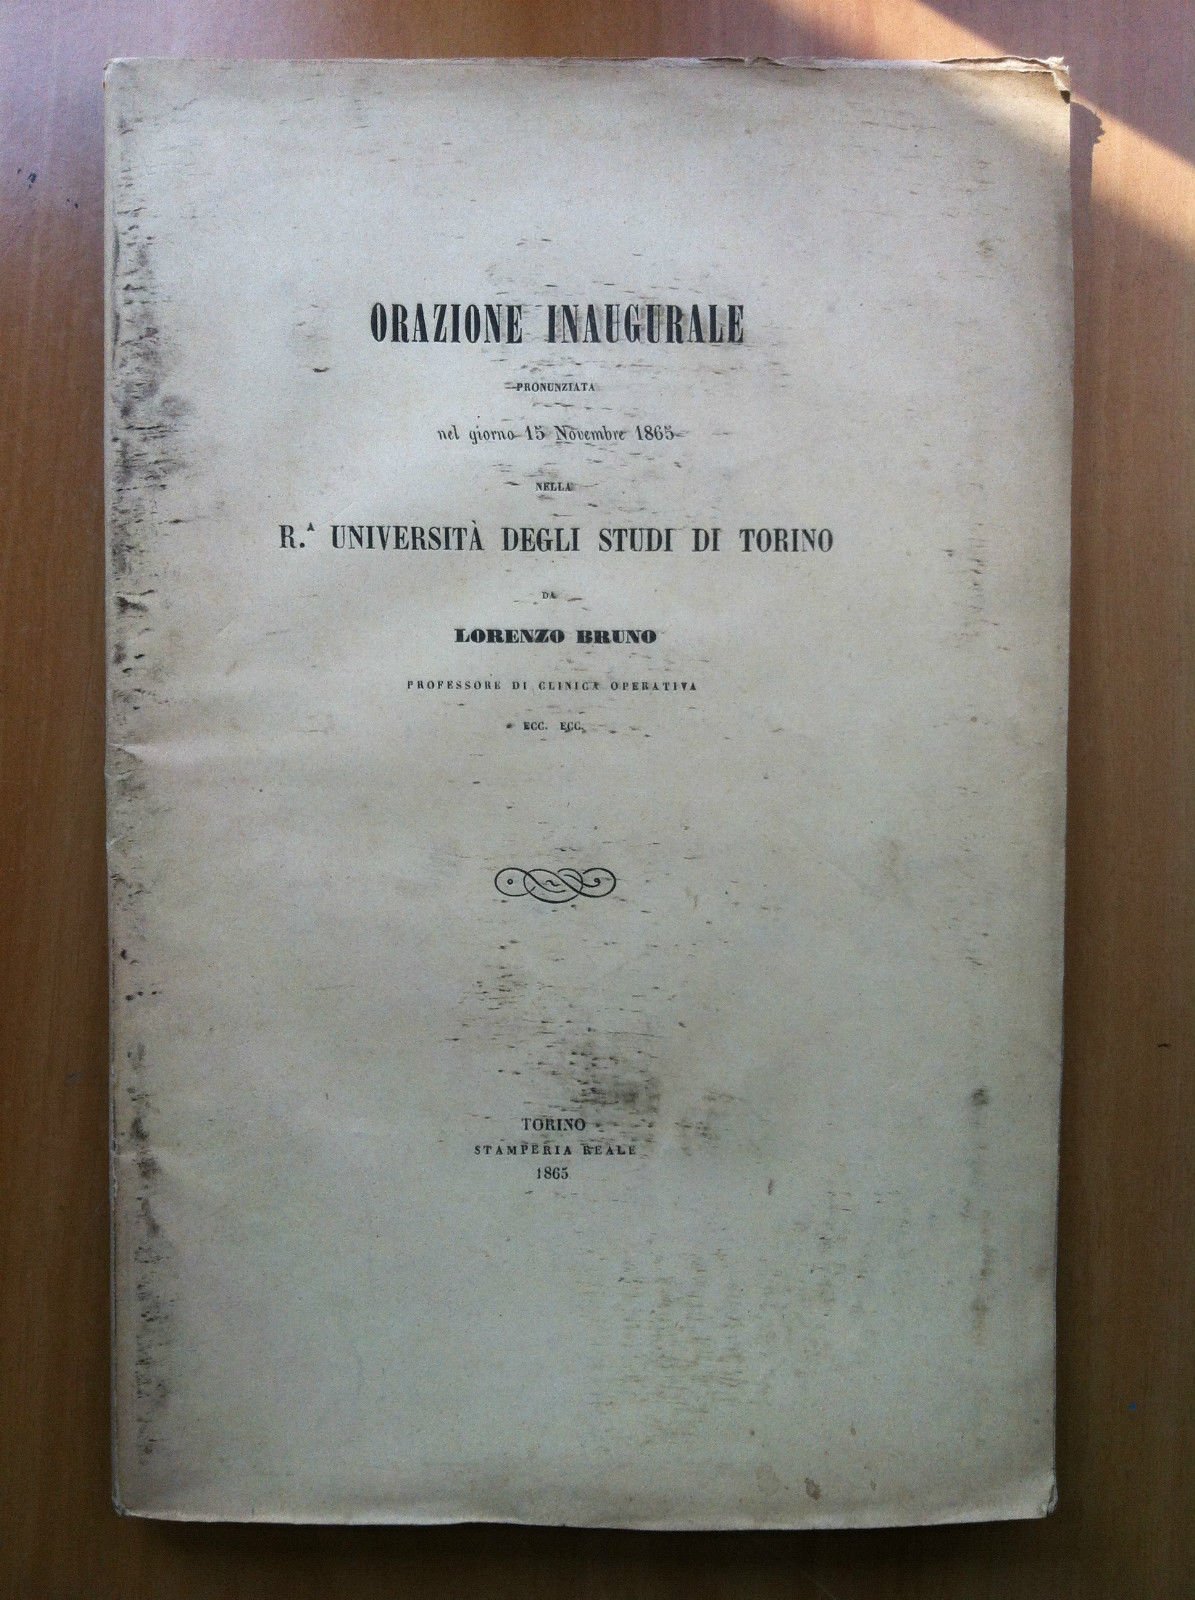 ORAZIONE INAUGURALE
PRONUNZIATA
nel giorno 15 Novembre 1865
NELLA
R.ᴬ UNIVERSITÀ DEGLI STUDI DI TORINO
DA
LORENZO BRUNO
PROFESSORE DI CLINICA OPERATIVA
ECC. ECC.
TORINO
STAMPERIA REALE
1865